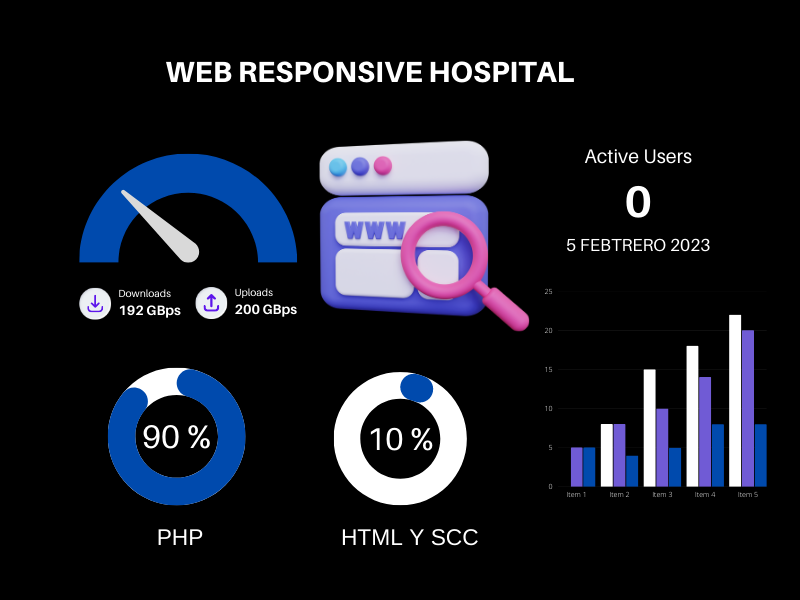 WEB RESPONSIVE HOSPITAL
Downloads
192 GBps
Uploads
200 GBps
WWW
Active Users
0
5 FEBTRERO 2023
90 %
PHP
10 %
HTML Y SCC
25
20
15
10
5
0
Item 1 Item 2 Item 3 Item 4 Item 5